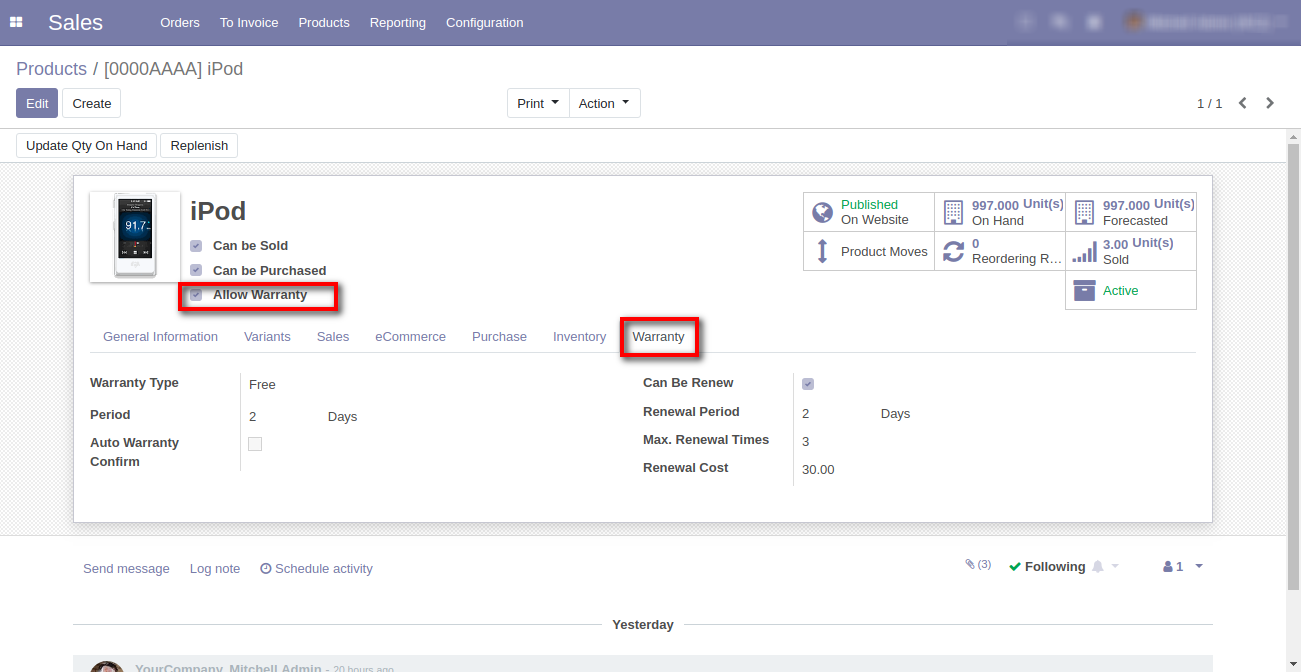 Sales
Orders To Invoice Products Reporting Configuration
Products / [0000AAAA] iPod
Edit Create Print Action 1 / 1
Update Qty On Hand Replenish
iPod
91.7
Can be Sold
Can be Purchased
Allow Warranty
Published
On Website
997.000 Unit(s)
On Hand
997.000 Unit(s)
Forecasted
Product Moves
0
Reordering R...
3.00 Unit(s)
Sold
Active
General Information Variants Sales eCommerce Purchase Inventory Warranty
Warranty Type Free
Period 2 Days
Auto Warranty
Confirm
Can Be Renew
Renewal Period 2 Days
Max. Renewal Times 3
Renewal Cost 30.00
Send message Log note Schedule activity (3) Following 1
Yesterday
YourCompany, Mitchell Admin - 20 hours ago